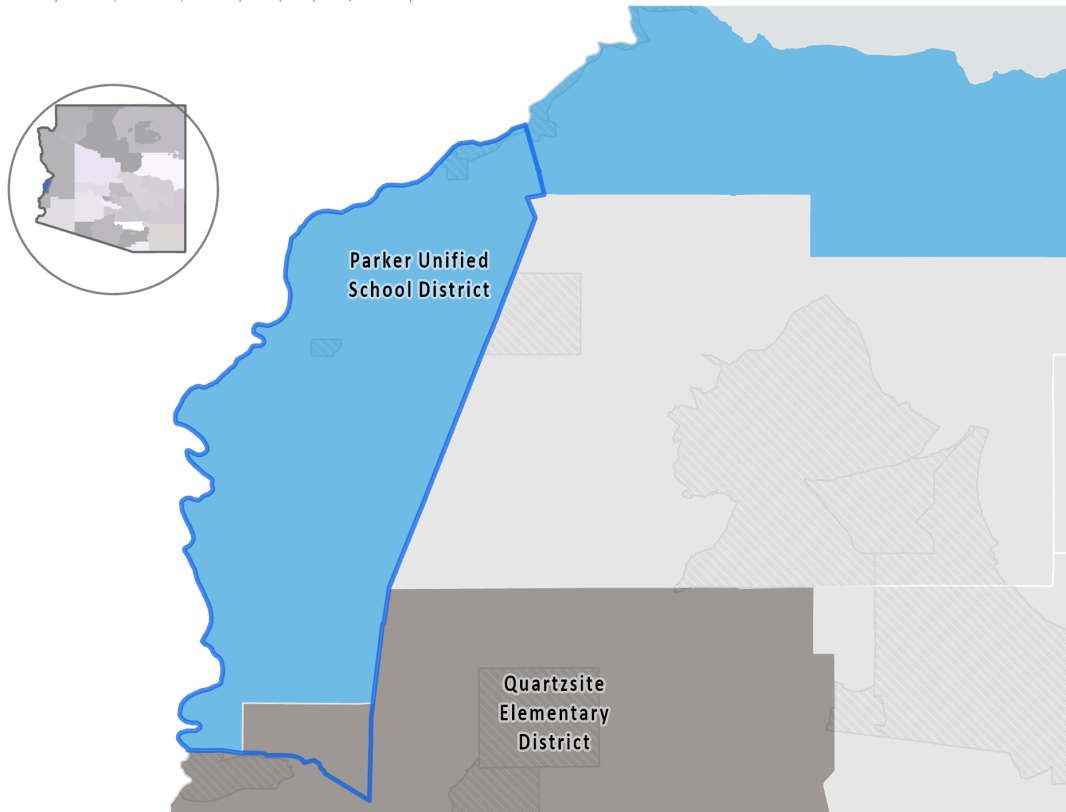 Parker Unified
School District
Quartzsite
Elementary
District